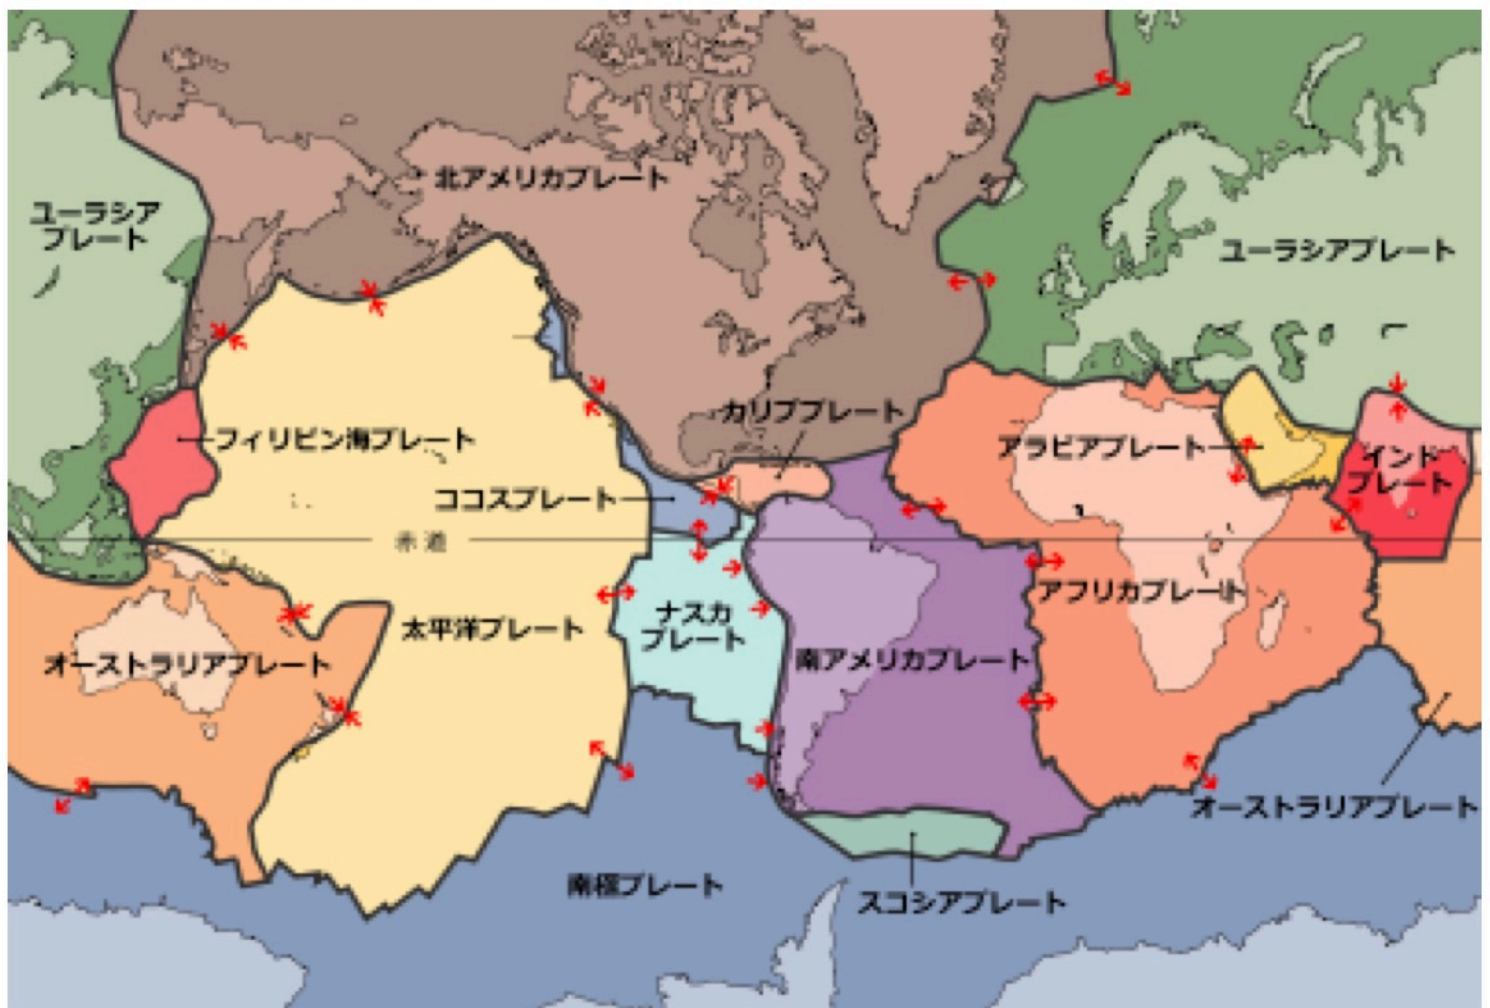 北アメリカプレート
ユーラシア
プレート
ユーラシアプレート
カリブプレート
フィリピン海プレート
アラビアプレート
インド
プレート
ココスプレート
赤道
アフリカプレート
ナスカ
プレート
太平洋プレート
オーストラリアプレート
南アメリカプレート
オーストラリアプレート
南極プレート
スコシアプレート